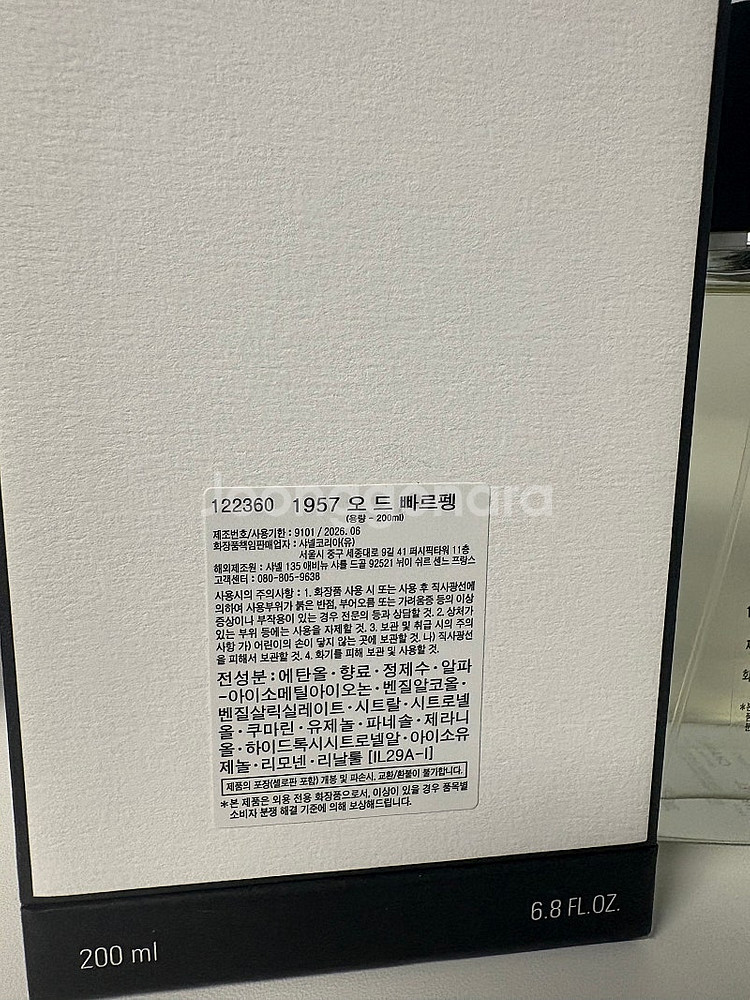 122360 1957 오 드 빠르펭
(용량 - 200ml)
제조번호/사용기한 : 9101 / 2026. 06
화장품책임판매업자 : 샤넬코리아(유)
서울시 중구 세종대로 9길 41 퍼시픽타워 11층
해외제조원 : 샤넬 135 애비뉴 샤를 드골 92521 뉘이 쉬르 센느 프랑스
고객센터 : 080-805-9638
사용시의 주의사항 : 1. 화장품 사용 시 또는 사용 후 직사광선에
의하여 사용부위가 붉은 반점, 부어오름 또는 가려움증 등의 이상
증상이나 부작용이 있는 경우 전문의 등과 상담할 것. 2. 상처가
있는 부위 등에는 사용을 자제할 것. 3. 보관 및 취급 시의 주의
사항 가) 어린이의 손이 닿지 않는 곳에 보관할 것. 나) 직사광선
을 피해서 보관할 것. 4. 화기를 피해 보관 및 사용할 것.
전성분 : 에탄올 · 향료 · 정제수 · 알파
-아이소메틸아이오논 · 벤질알코올 ·
벤질살릭실레이트 · 시트랄 · 시트로넬
올 · 쿠마린 · 유제놀 · 파네솔 · 제라니
올 · 하이드록시시트로넬알 · 아이소유
제놀 · 리모넨 · 리날룰 [IL29A-I]
제품의 포장(셀로판 포함) 개봉 및 파손시, 교환/환불이 불가합니다.
*본 제품은 외용 전용 화장품으로서, 이상이 있을 경우 품목별
소비자 분쟁 해결 기준에 의해 보상해드립니다.
200 ml
6.8 FL.OZ.
Joonggonara